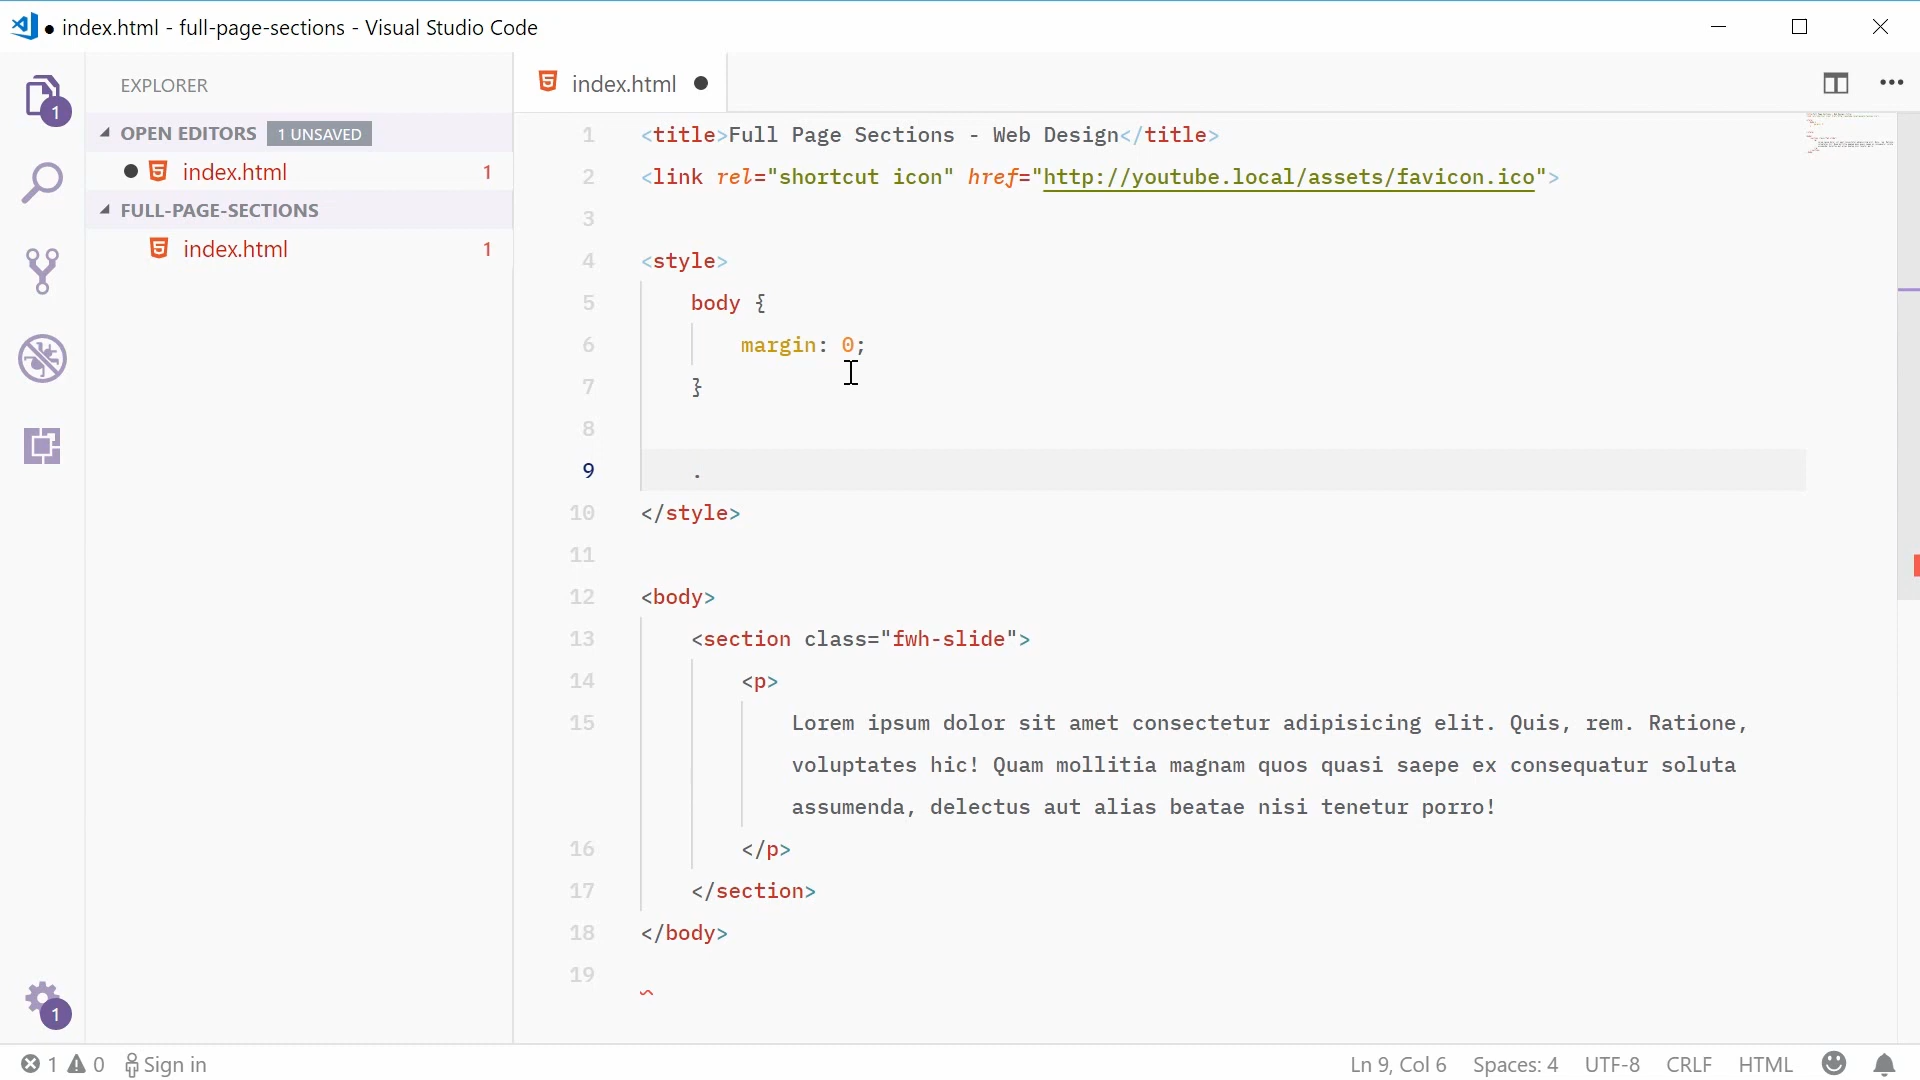 ● index.html - full-page-sections - Visual Studio Code
EXPLORER
OPEN EDITORS 1 UNSAVED
index.html 1
FULL-PAGE-SECTIONS
index.html 1
1
1
index.html
1 <title>Full Page Sections - Web Design</title>
2 <link rel="shortcut icon" href="http://youtube.local/assets/favicon.ico">
3
4 <style>
5 body {
6 margin: 0;
7 }
8
9 .
10 </style>
11
12 <body>
13 <section class="fwh-slide">
14 <p>
15 Lorem ipsum dolor sit amet consectetur adipisicing elit. Quis, rem. Ratione,
voluptates hic! Quam mollitia magnam quos quasi saepe ex consequatur soluta
assumenda, delectus aut alias beatae nisi tenetur porro!
16 </p>
17 </section>
18 </body>
19
1 0 Sign in
Ln 9, Col 6 Spaces: 4 UTF-8 CRLF HTML